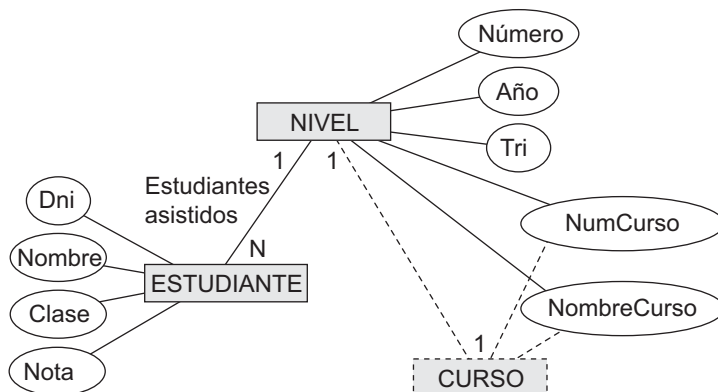 Número
Año
NIVEL
Tri
1
1
Estudiantes
asistidos
Dni
NumCurso
Nombre
N
ESTUDIANTE
NombreCurso
Clase
1
Nota
CURSO